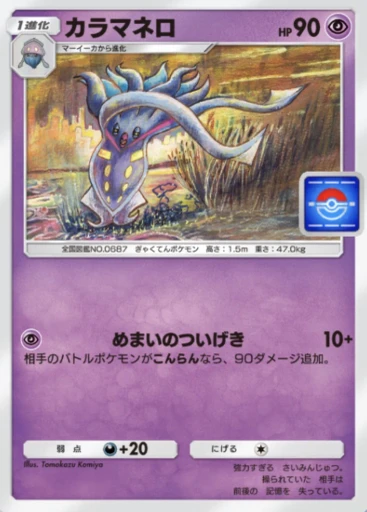 1進化
カラマネロ
HP90
マーイーカから進化
全国図鑑NO.0687 ぎゃくてんポケモン 高さ:1.5m 重さ:47.0kg
めまいのついげき 10+
相手のバトルポケモンがこんらんなら、90ダメージ追加。
弱点 +20
にげる
Illus. Tomokazu Komiya
強力すぎる さいみんじゅつ。
操られていた 相手は
前後の 記憶を 失っている。